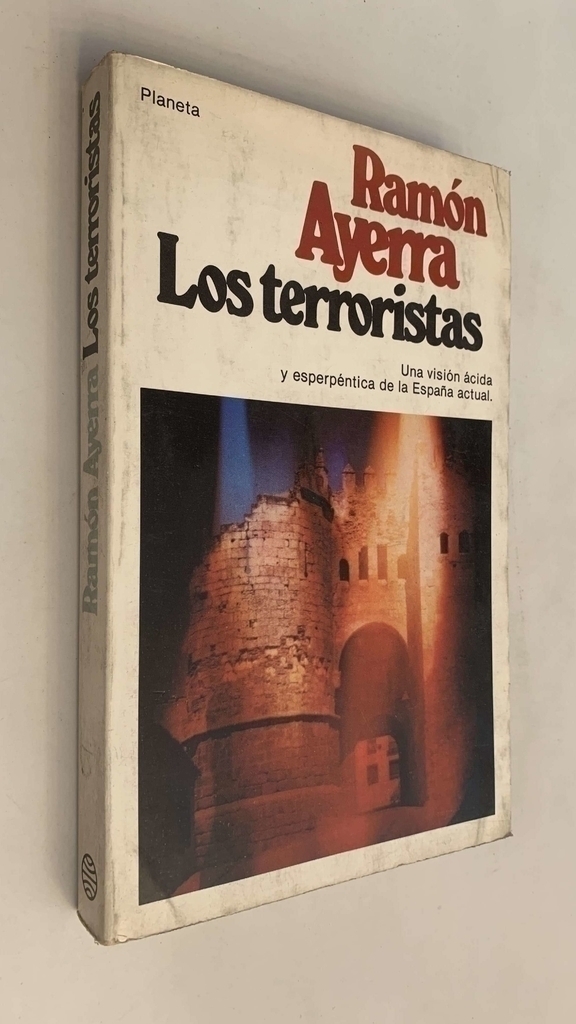 Planeta
Ramón
Ayerra
Los terroristas
Una visión ácida
y esperpéntica de la España actual.
Ramón Ayerra Los terroristas